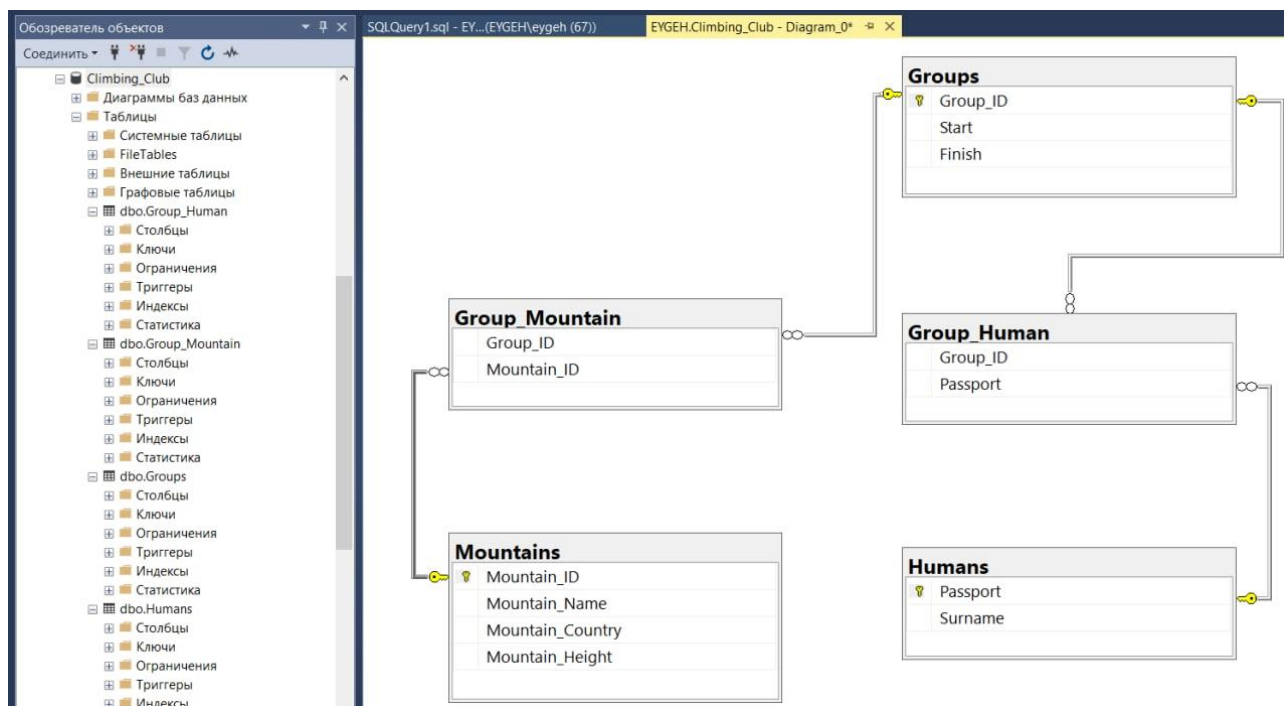 Обозреватель объектов
Соединить
Climbing_Club
Диаграммы баз данных
Таблицы
Системные таблицы
FileTables
Внешние таблицы
Графовые таблицы
dbo.Group_Human
Столбцы
Ключи
Ограничения
Триггеры
Индексы
Статистика
dbo.Group_Mountain
Столбцы
Ключи
Ограничения
Триггеры
Индексы
Статистика
dbo.Groups
Столбцы
Ключи
Ограничения
Триггеры
Индексы
Статистика
dbo.Humans
Столбцы
Ключи
Ограничения
Триггеры
Индексы
SQLQuery1.sql - EY...(EYGEH\eygeh (67))
EYGEH.Climbing_Club - Diagram_0*
Groups
Group_ID
Start
Finish
Group_Mountain
Group_ID
Mountain_ID
Group_Human
Group_ID
Passport
Mountains
Mountain_ID
Mountain_Name
Mountain_Country
Mountain_Height
Humans
Passport
Surname